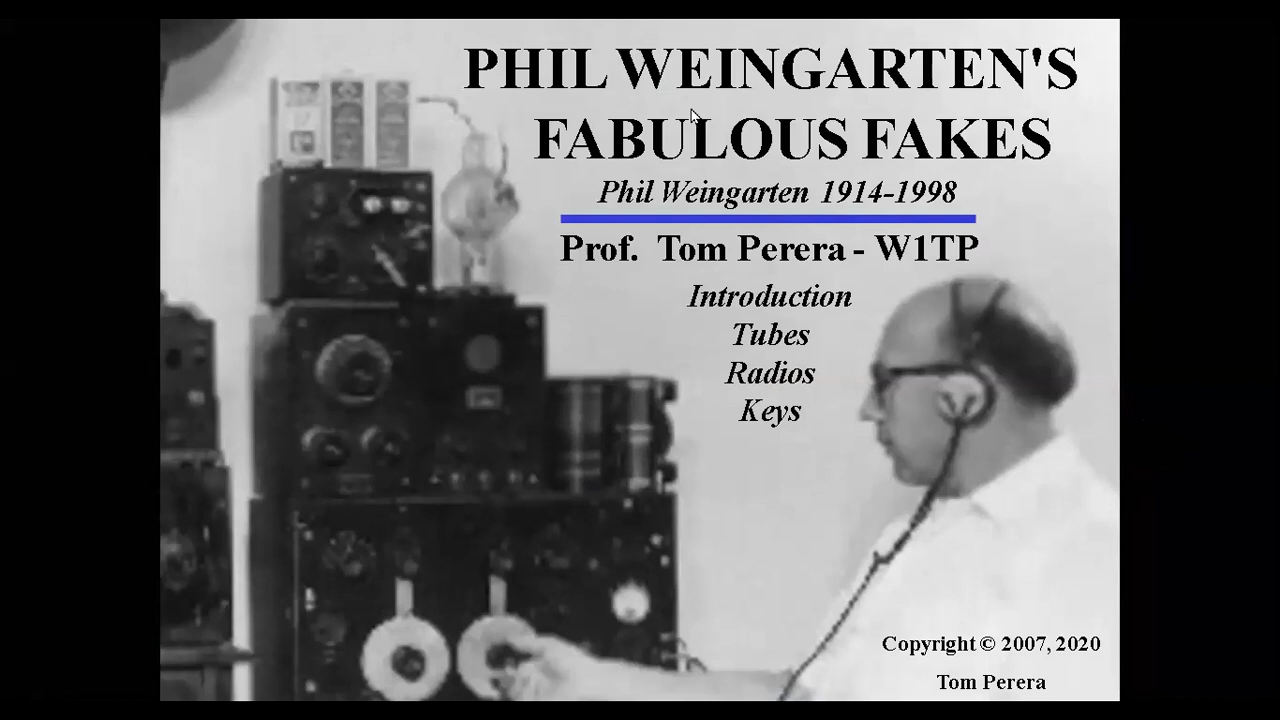 PHIL WEINGARTEN'S
FABULOUS FAKES
Phil Weingarten 1914-1998
Prof. Tom Perera - W1TP
Introduction
Tubes
Radios
Keys
Copyright © 2007, 2020
Tom Perera